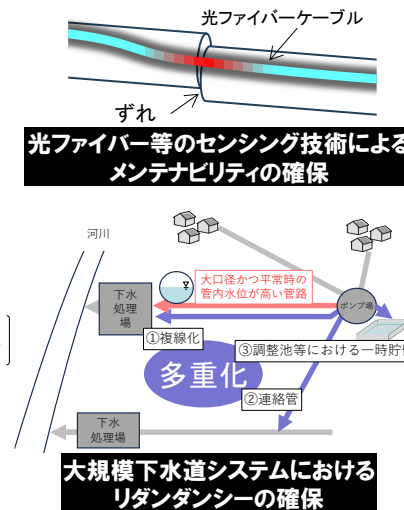 光ファイバーケーブル
ずれ
光ファイバー等のセンシング技術による
メンテナビリティの確保
河川
大口径かつ平常時の
管内水位が高い管路
下水
処理
場
ポンプ場
①複線化
③調整池等における一時貯
多重化
②連絡管
下水
処理場
大規模下水道システムにおける
リダンダンシーの確保